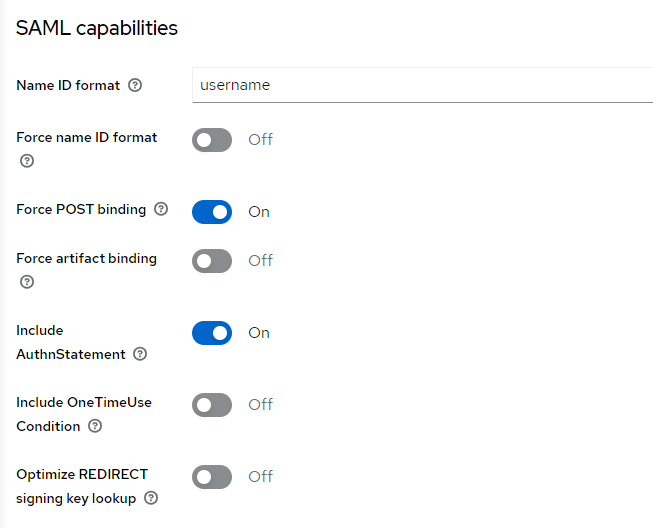 SAML capabilities
Name ID format
username
Force name ID format
Off
Force POST binding
On
Force artifact binding
Off
Include
AuthnStatement
On
Include OneTimeUse
Condition
Off
Optimize REDIRECT
signing key lookup
Off